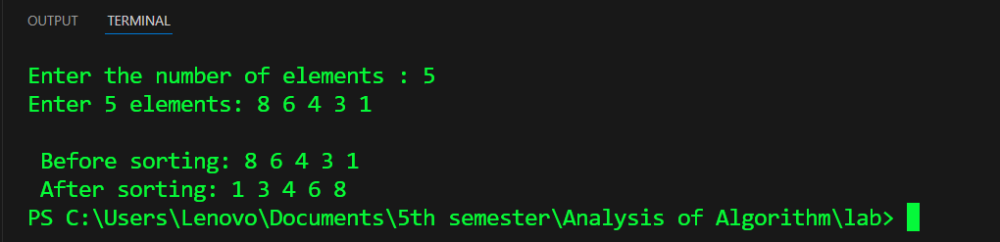 OUTPUT TERMINAL
Enter the number of elements : 5
Enter 5 elements: 8 6 4 3 1
Before sorting: 8 6 4 3 1
After sorting: 1 3 4 6 8
PS C:\Users\Lenovo\Documents\5th semester\Analysis of Algorithm\lab>